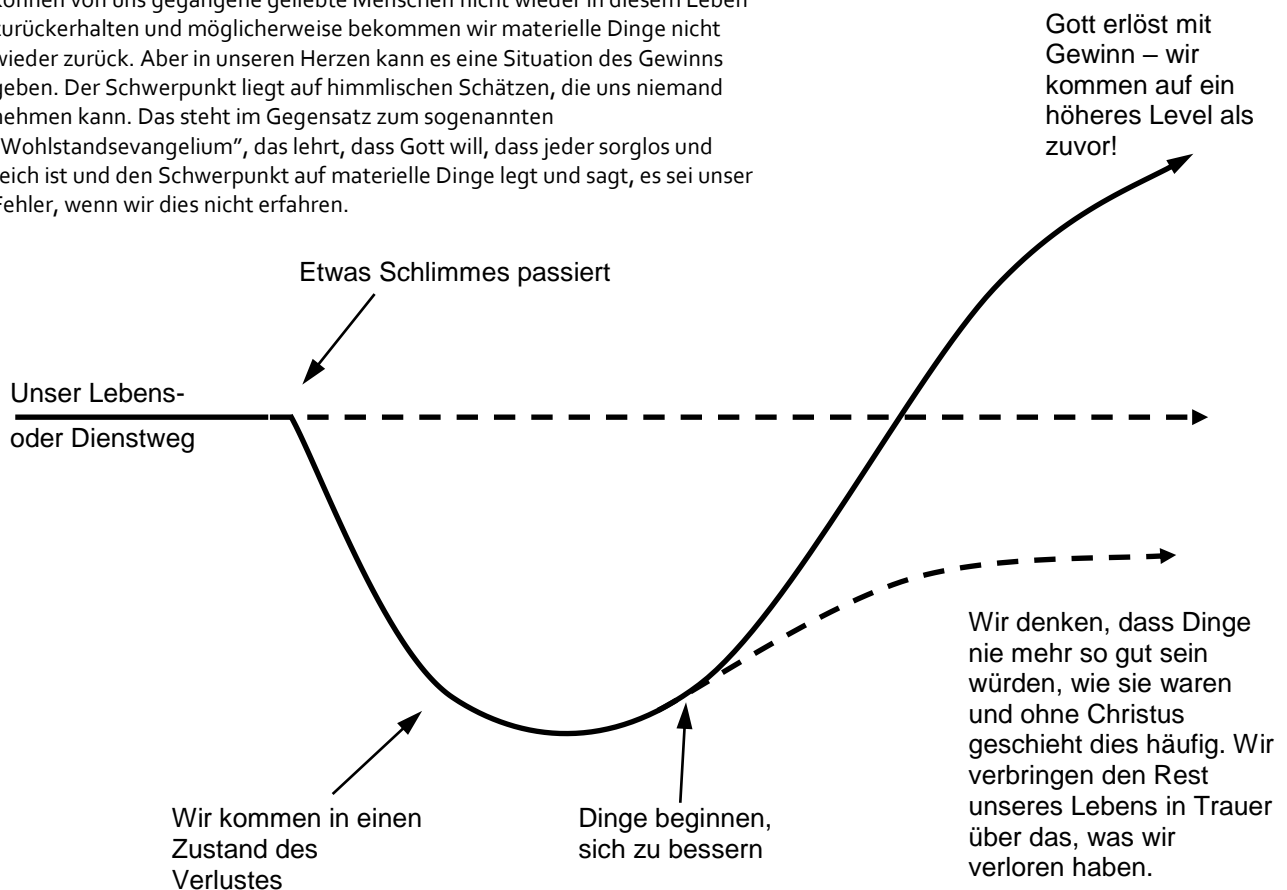 können von uns gegangene geliebte Menschen nicht wieder in diesem Leben
zurückerhalten und möglicherweise bekommen wir materielle Dinge nicht
wieder zurück. Aber in unseren Herzen kann es eine Situation des Gewinns
geben. Der Schwerpunkt liegt auf himmlischen Schätzen, die uns niemand
nehmen kann. Das steht im Gegensatz zum sogenannten
Wohlstandsevangelium”, das lehrt, dass Gott will, dass jeder sorglos und
reich ist und den Schwerpunkt auf materielle Dinge legt und sagt, es sei unser
Fehler, wenn wir dies nicht erfahren.
Gott erlöst mit
Gewinn – wir
kommen auf ein
höheres Level als
zuvor!
Etwas Schlimmes passiert
Unser Lebens-
oder Dienstweg
Wir kommen in einen
Zustand des
Verlustes
Dinge beginnen,
sich zu bessern
Wir denken, dass Dinge
nie mehr so gut sein
würden, wie sie waren
und ohne Christus
geschieht dies häufig. Wir
verbringen den Rest
unseres Lebens in Trauer
über das, was wir
verloren haben.